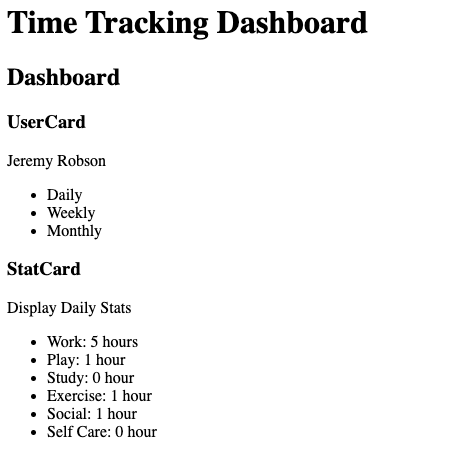 Time Tracking Dashboard
Dashboard
UserCard
Jeremy Robson
• Daily
• Weekly
• Monthly
StatCard
Display Daily Stats
• Work: 5 hours
• Play: 1 hour
• Study: 0 hour
• Exercise: 1 hour
• Social: 1 hour
• Self Care: 0 hour